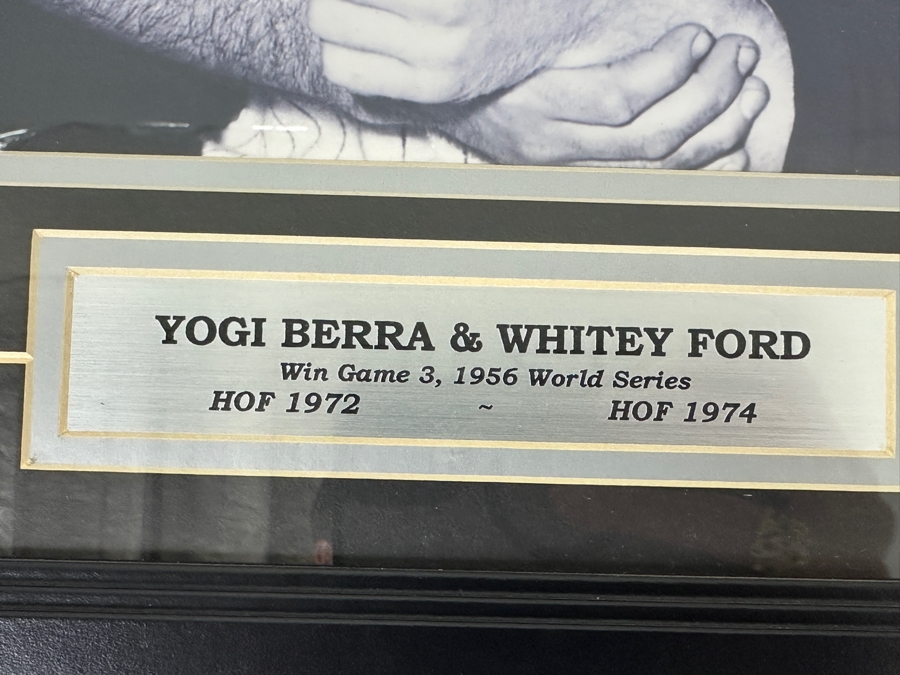 YOGI BERRA & WHITEY FORD
Win Game 3, 1956 World Series
HOF 1972 ~ HOF 1974